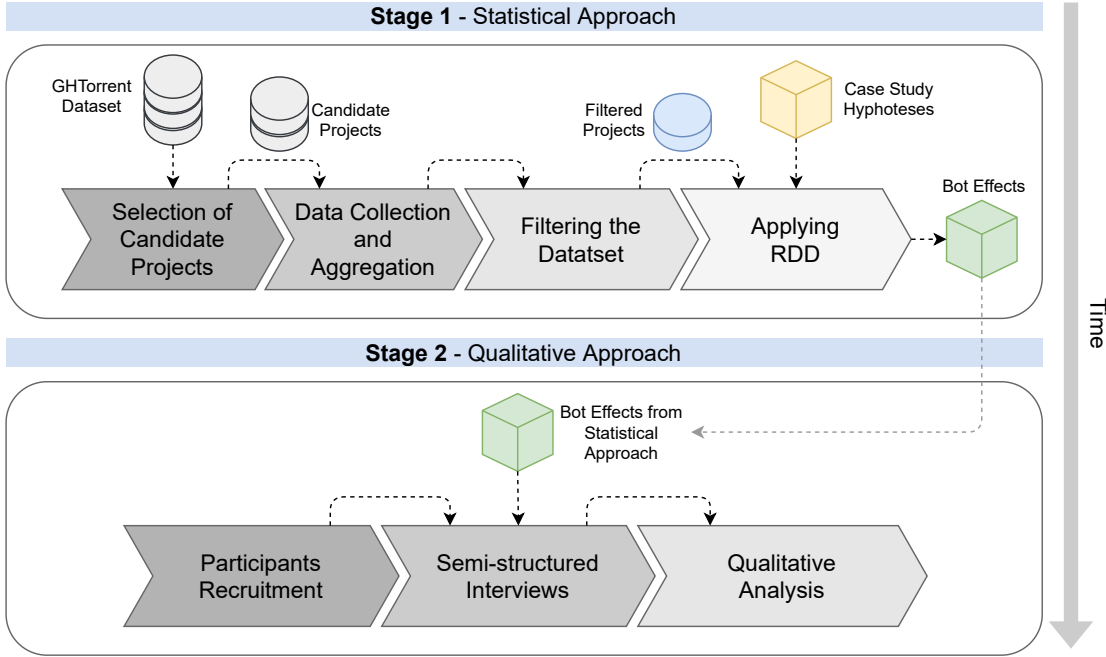 Stage 1 - Statistical Approach
GHTorrent
Dataset
Candidate
Projects
Filtered
Projects
Case Study
Hyphoteses
Selection of
Candidate
Projects
Data Collection
and
Aggregation
Filtering the
Datatset
Applying
RDD
Bot Effects
Time
Stage 2 - Qualitative Approach
Bot Effects from
Statistical
Approach
Participants
Recruitment
Semi-structured
Interviews
Qualitative
Analysis